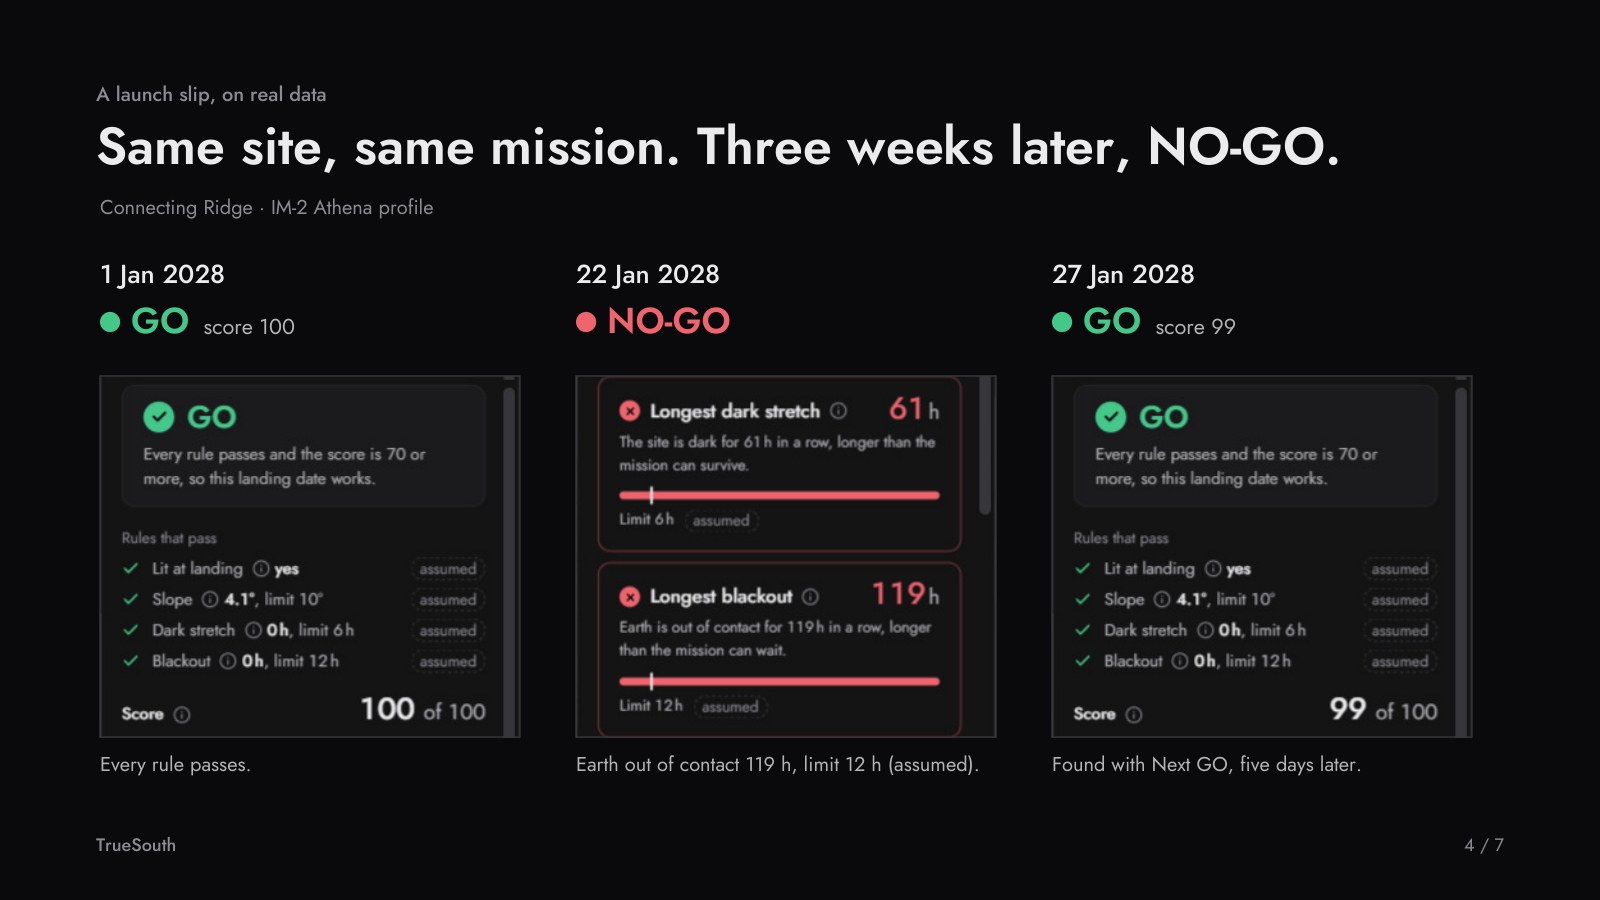 A launch slip, on real data
Same site, same mission. Three weeks later, NO-GO.
Connecting Ridge · IM-2 Athena profile
1 Jan 2028
GO score 100
GO
Every rule passes and the score is 70 or
more, so this landing date works.
Rules that pass
Lit at landing yes assumed
Slope 4.1°, limit 10° assumed
Dark stretch 0h, limit 6h assumed
Blackout 0h, limit 12h assumed
Score 100 of 100
Every rule passes.
22 Jan 2028
NO-GO
Longest dark stretch 61h
The site is dark for 61h in a row, longer than the
mission can survive.
Limit 6h assumed
Longest blackout 119h
Earth is out of contact for 119h in a row, longer
than the mission can wait.
Limit 12h assumed
Earth out of contact 119 h, limit 12 h (assumed).
27 Jan 2028
GO score 99
GO
Every rule passes and the score is 70 or
more, so this landing date works.
Rules that pass
Lit at landing yes assumed
Slope 4.1°, limit 10° assumed
Dark stretch 0h, limit 6h assumed
Blackout 0h, limit 12h assumed
Score 99 of 100
Found with Next GO, five days later.
TrueSouth
4 / 7